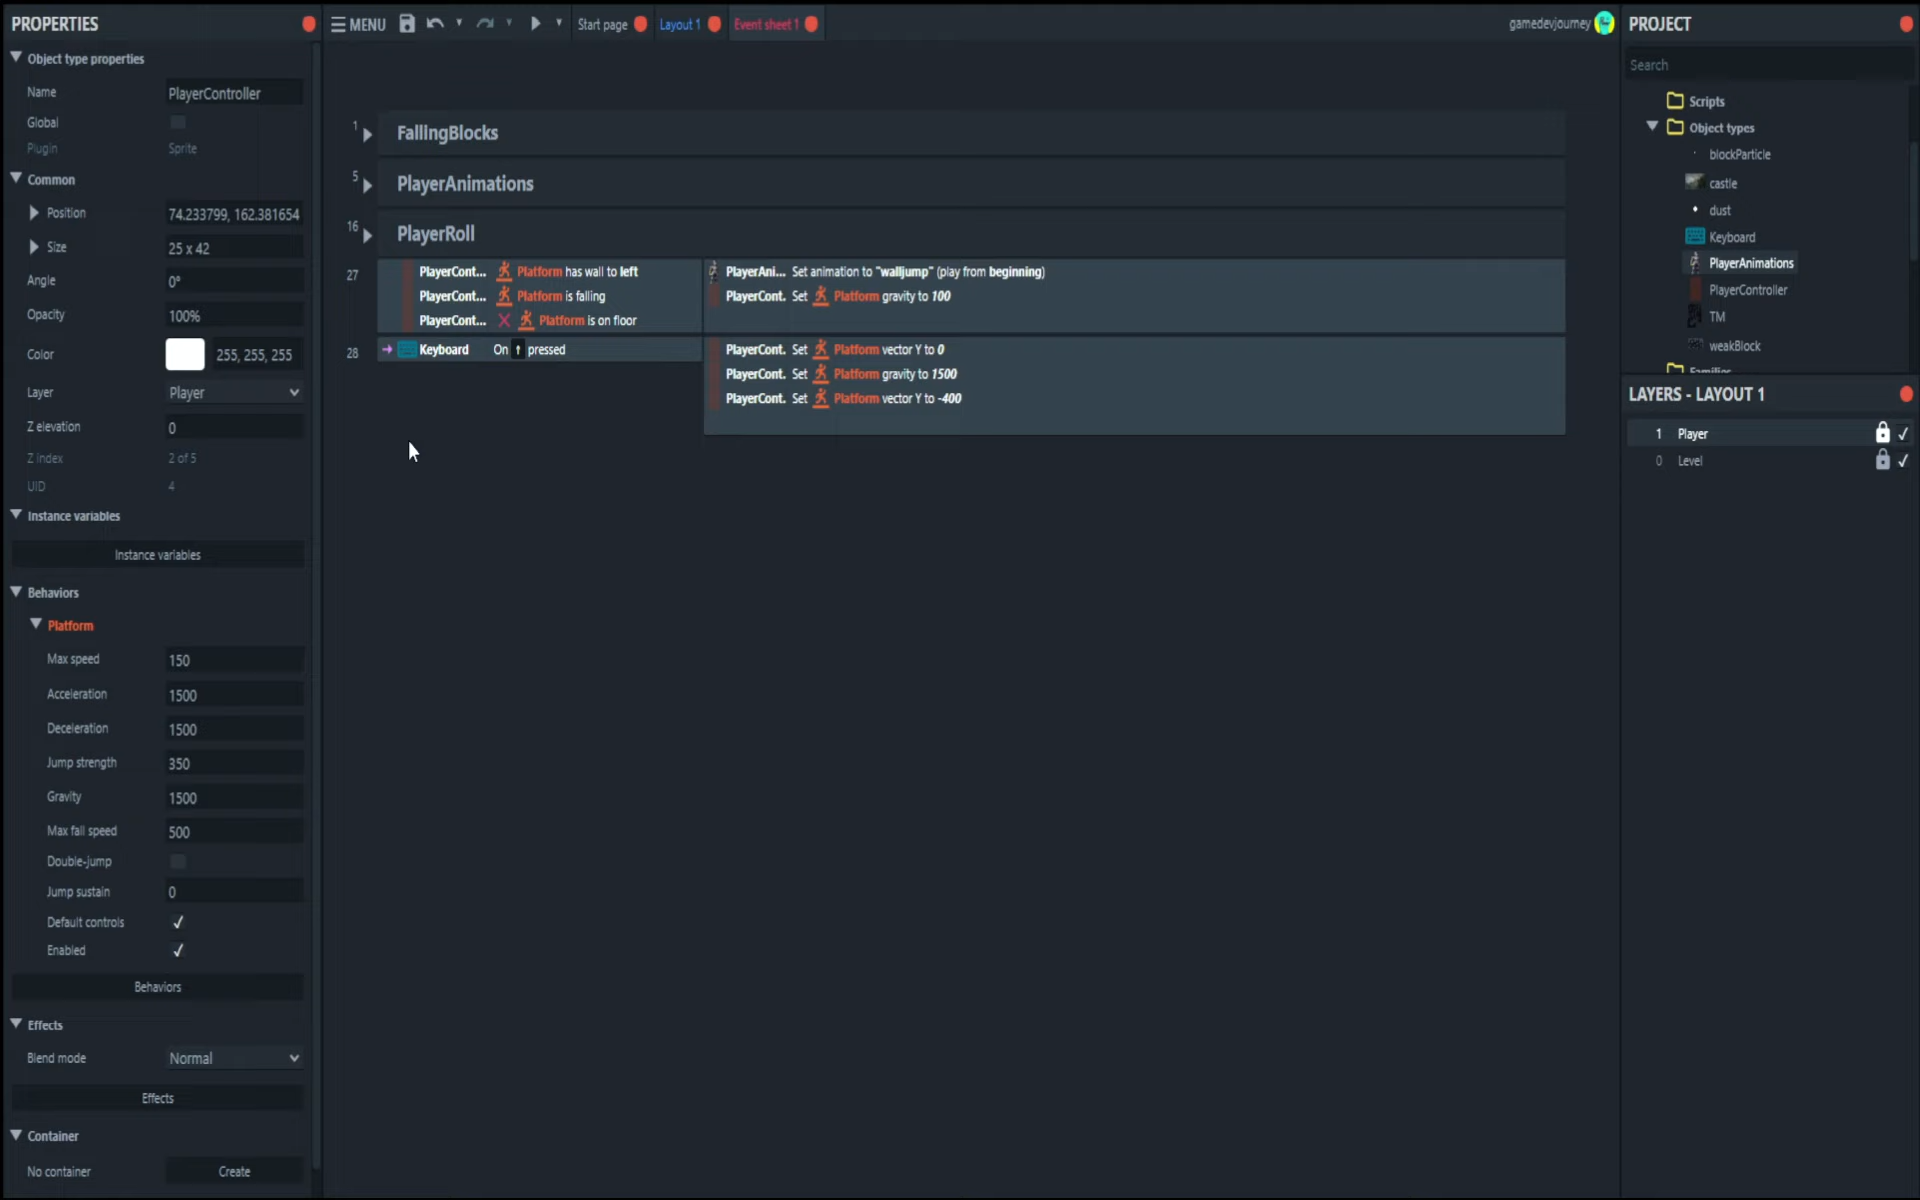 PROPERTIES
Object type properties
Name PlayerController
Global
Plugin Sprite
Common
Position 74.233799, 162.381654
Size 25 x 42
Angle 0°
Opacity 100%
Color 255, 255, 255
Layer Player
Z elevation 0
Z index 2 of 5
UID 4
Instance variables
Instance variables
Behaviors
Platform
Max speed 150
Acceleration 1500
Deceleration 1500
Jump strength 350
Gravity 1500
Max fall speed 500
Double-jump
Jump sustain 0
Default controls
Enabled
Behaviors
Effects
Blend mode Normal
Effects
Container
No container Create
MENU Start page Layout 1 Event sheet 1 gamedevjourney
1 FallingBlocks
5 PlayerAnimations
16 PlayerRoll
27 PlayerCont... Platform has wall to left PlayerAni... Set animation to "walljump" (play from beginning)
PlayerCont... Platform is falling PlayerCont. Set Platform gravity to 100
PlayerCont... Platform is on floor
28 Keyboard On ↑ pressed PlayerCont. Set Platform vector Y to 0
PlayerCont. Set Platform gravity to 1500
PlayerCont. Set Platform vector Y to -400
PROJECT
Search
Scripts
Object types
blockParticle
castle
dust
Keyboard
PlayerAnimations
PlayerController
TM
weakBlock
Families
LAYERS - LAYOUT 1
1 Player
0 Level